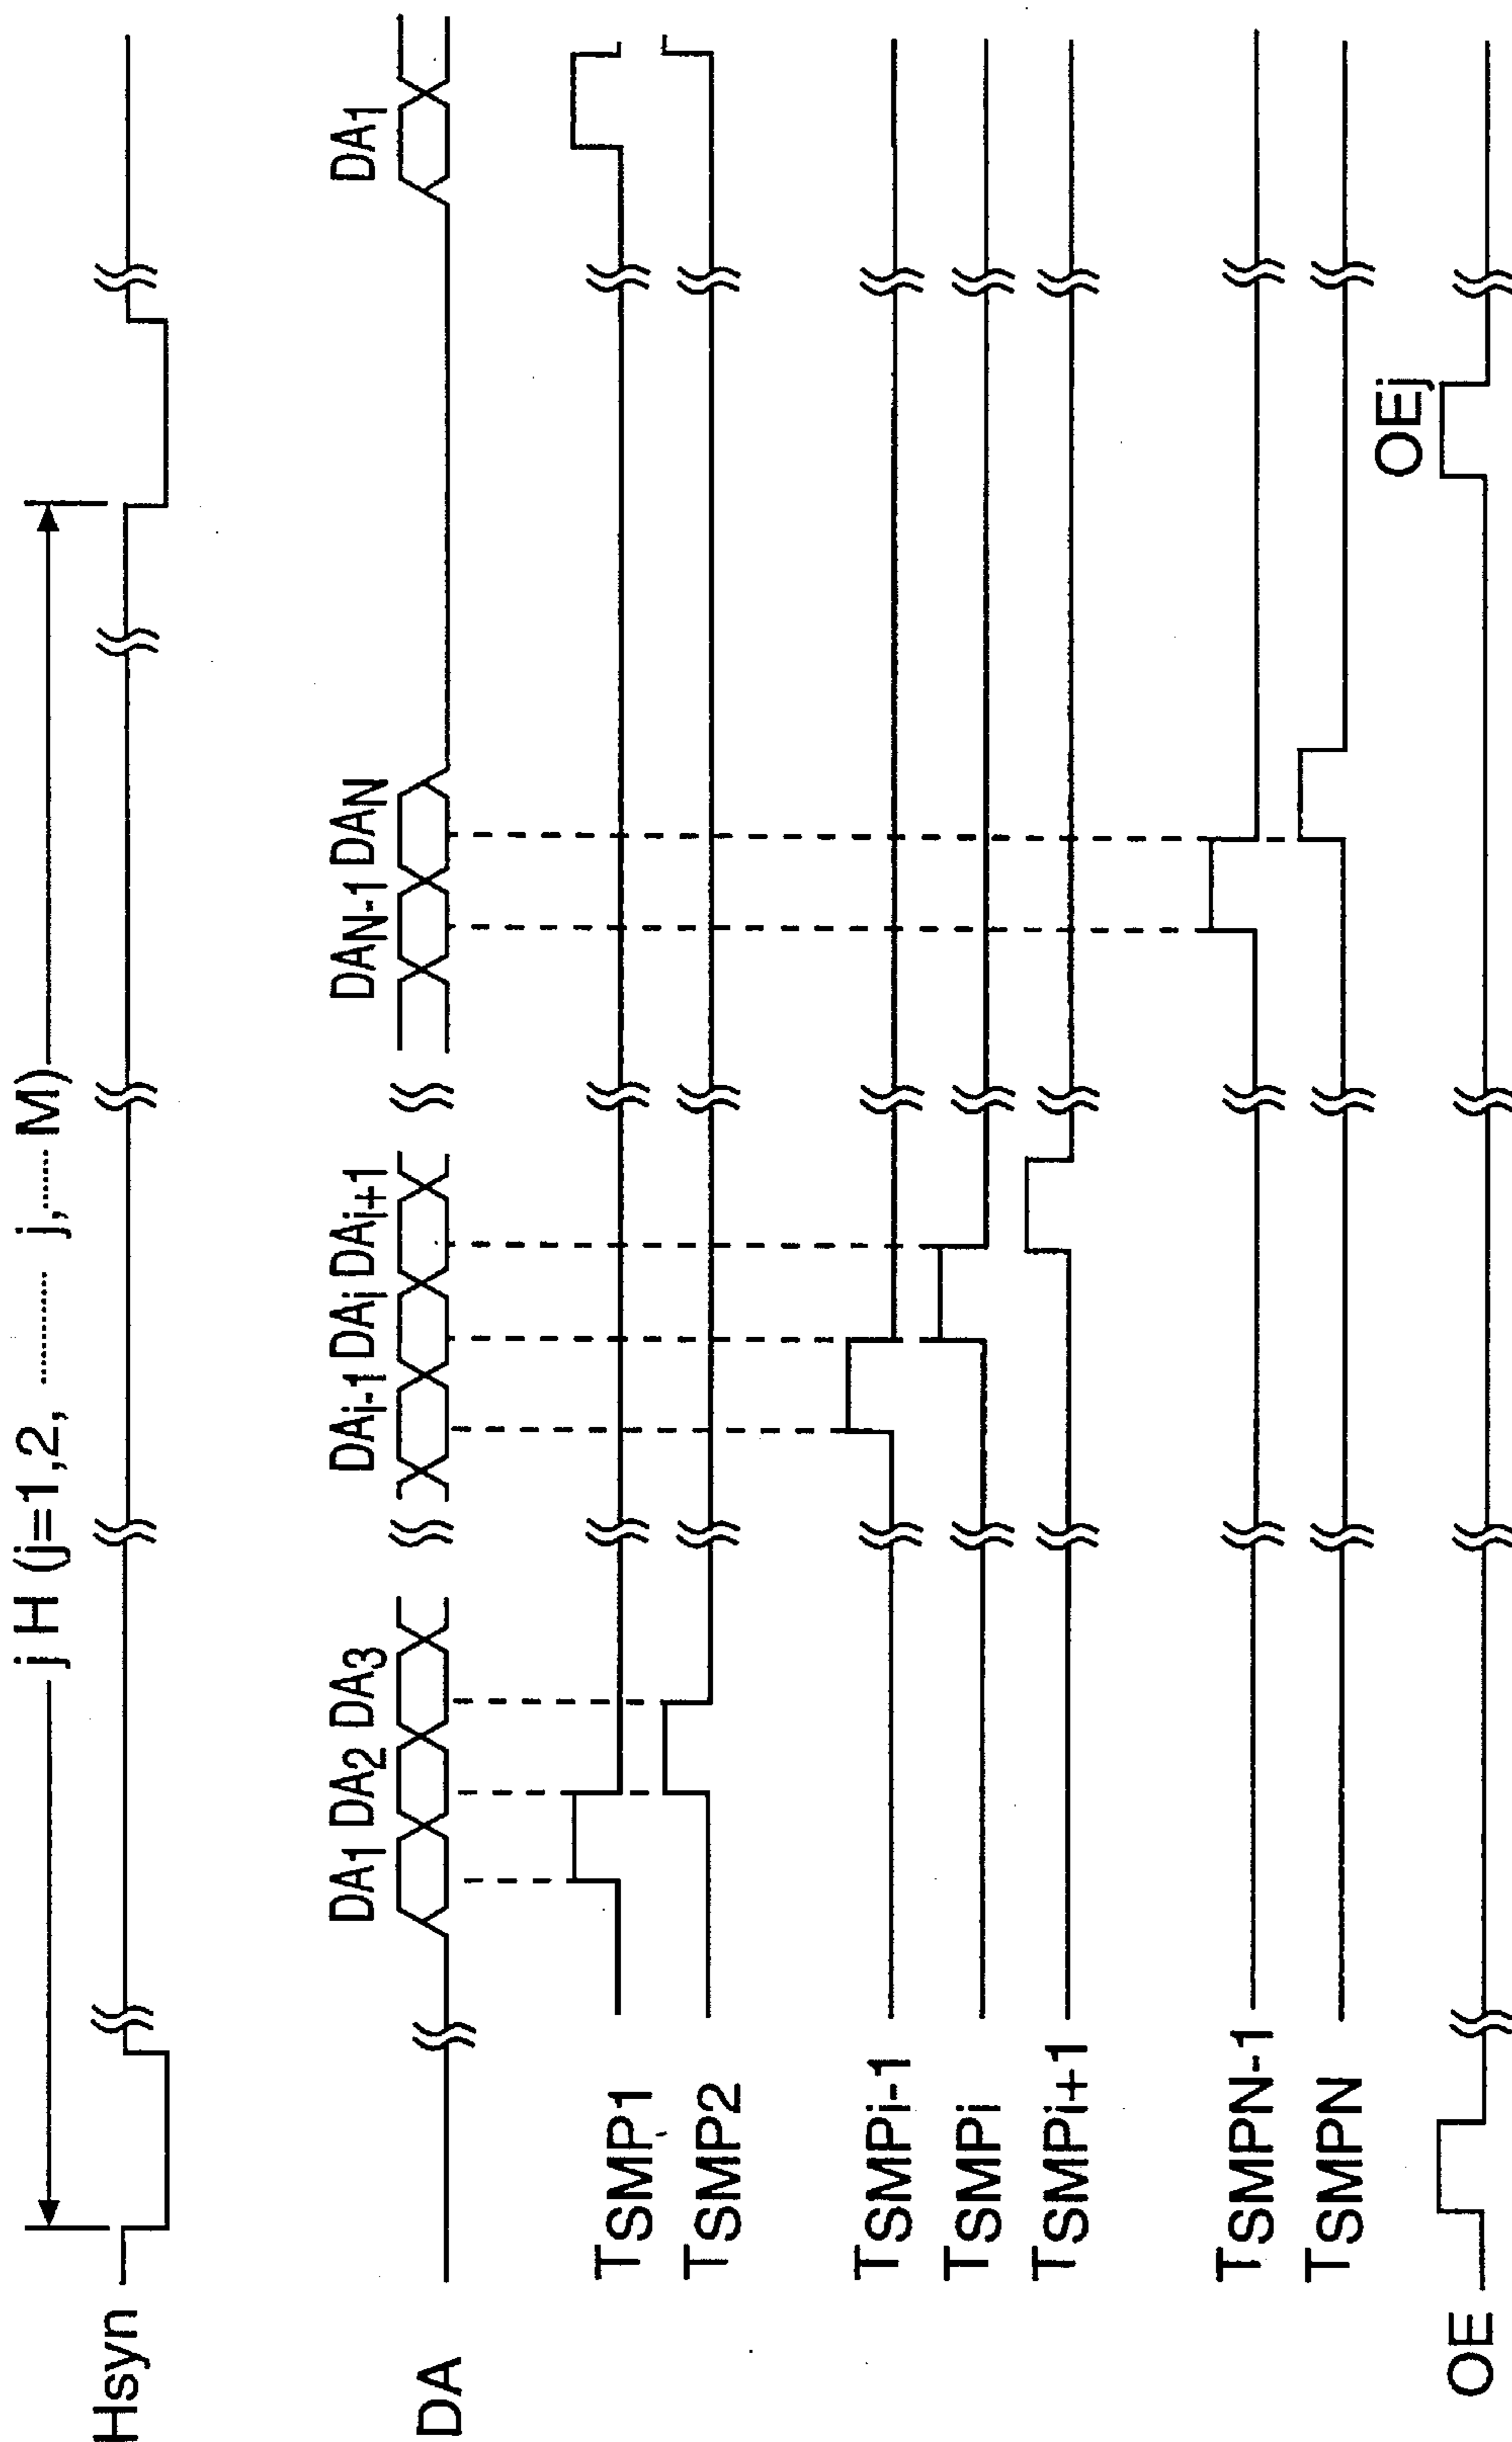 j H (j=1,2, ............ j,...... M)
Hsyn
DA1 DA2 DA3 DAi-1 DAi DAi+1 DAN-1 DAN DA1
DA
TSMP1
TSMP2
TSMPi-1
TSMPi
TSMPi+1
TSMPN-1
TSMPN
OEj
OE